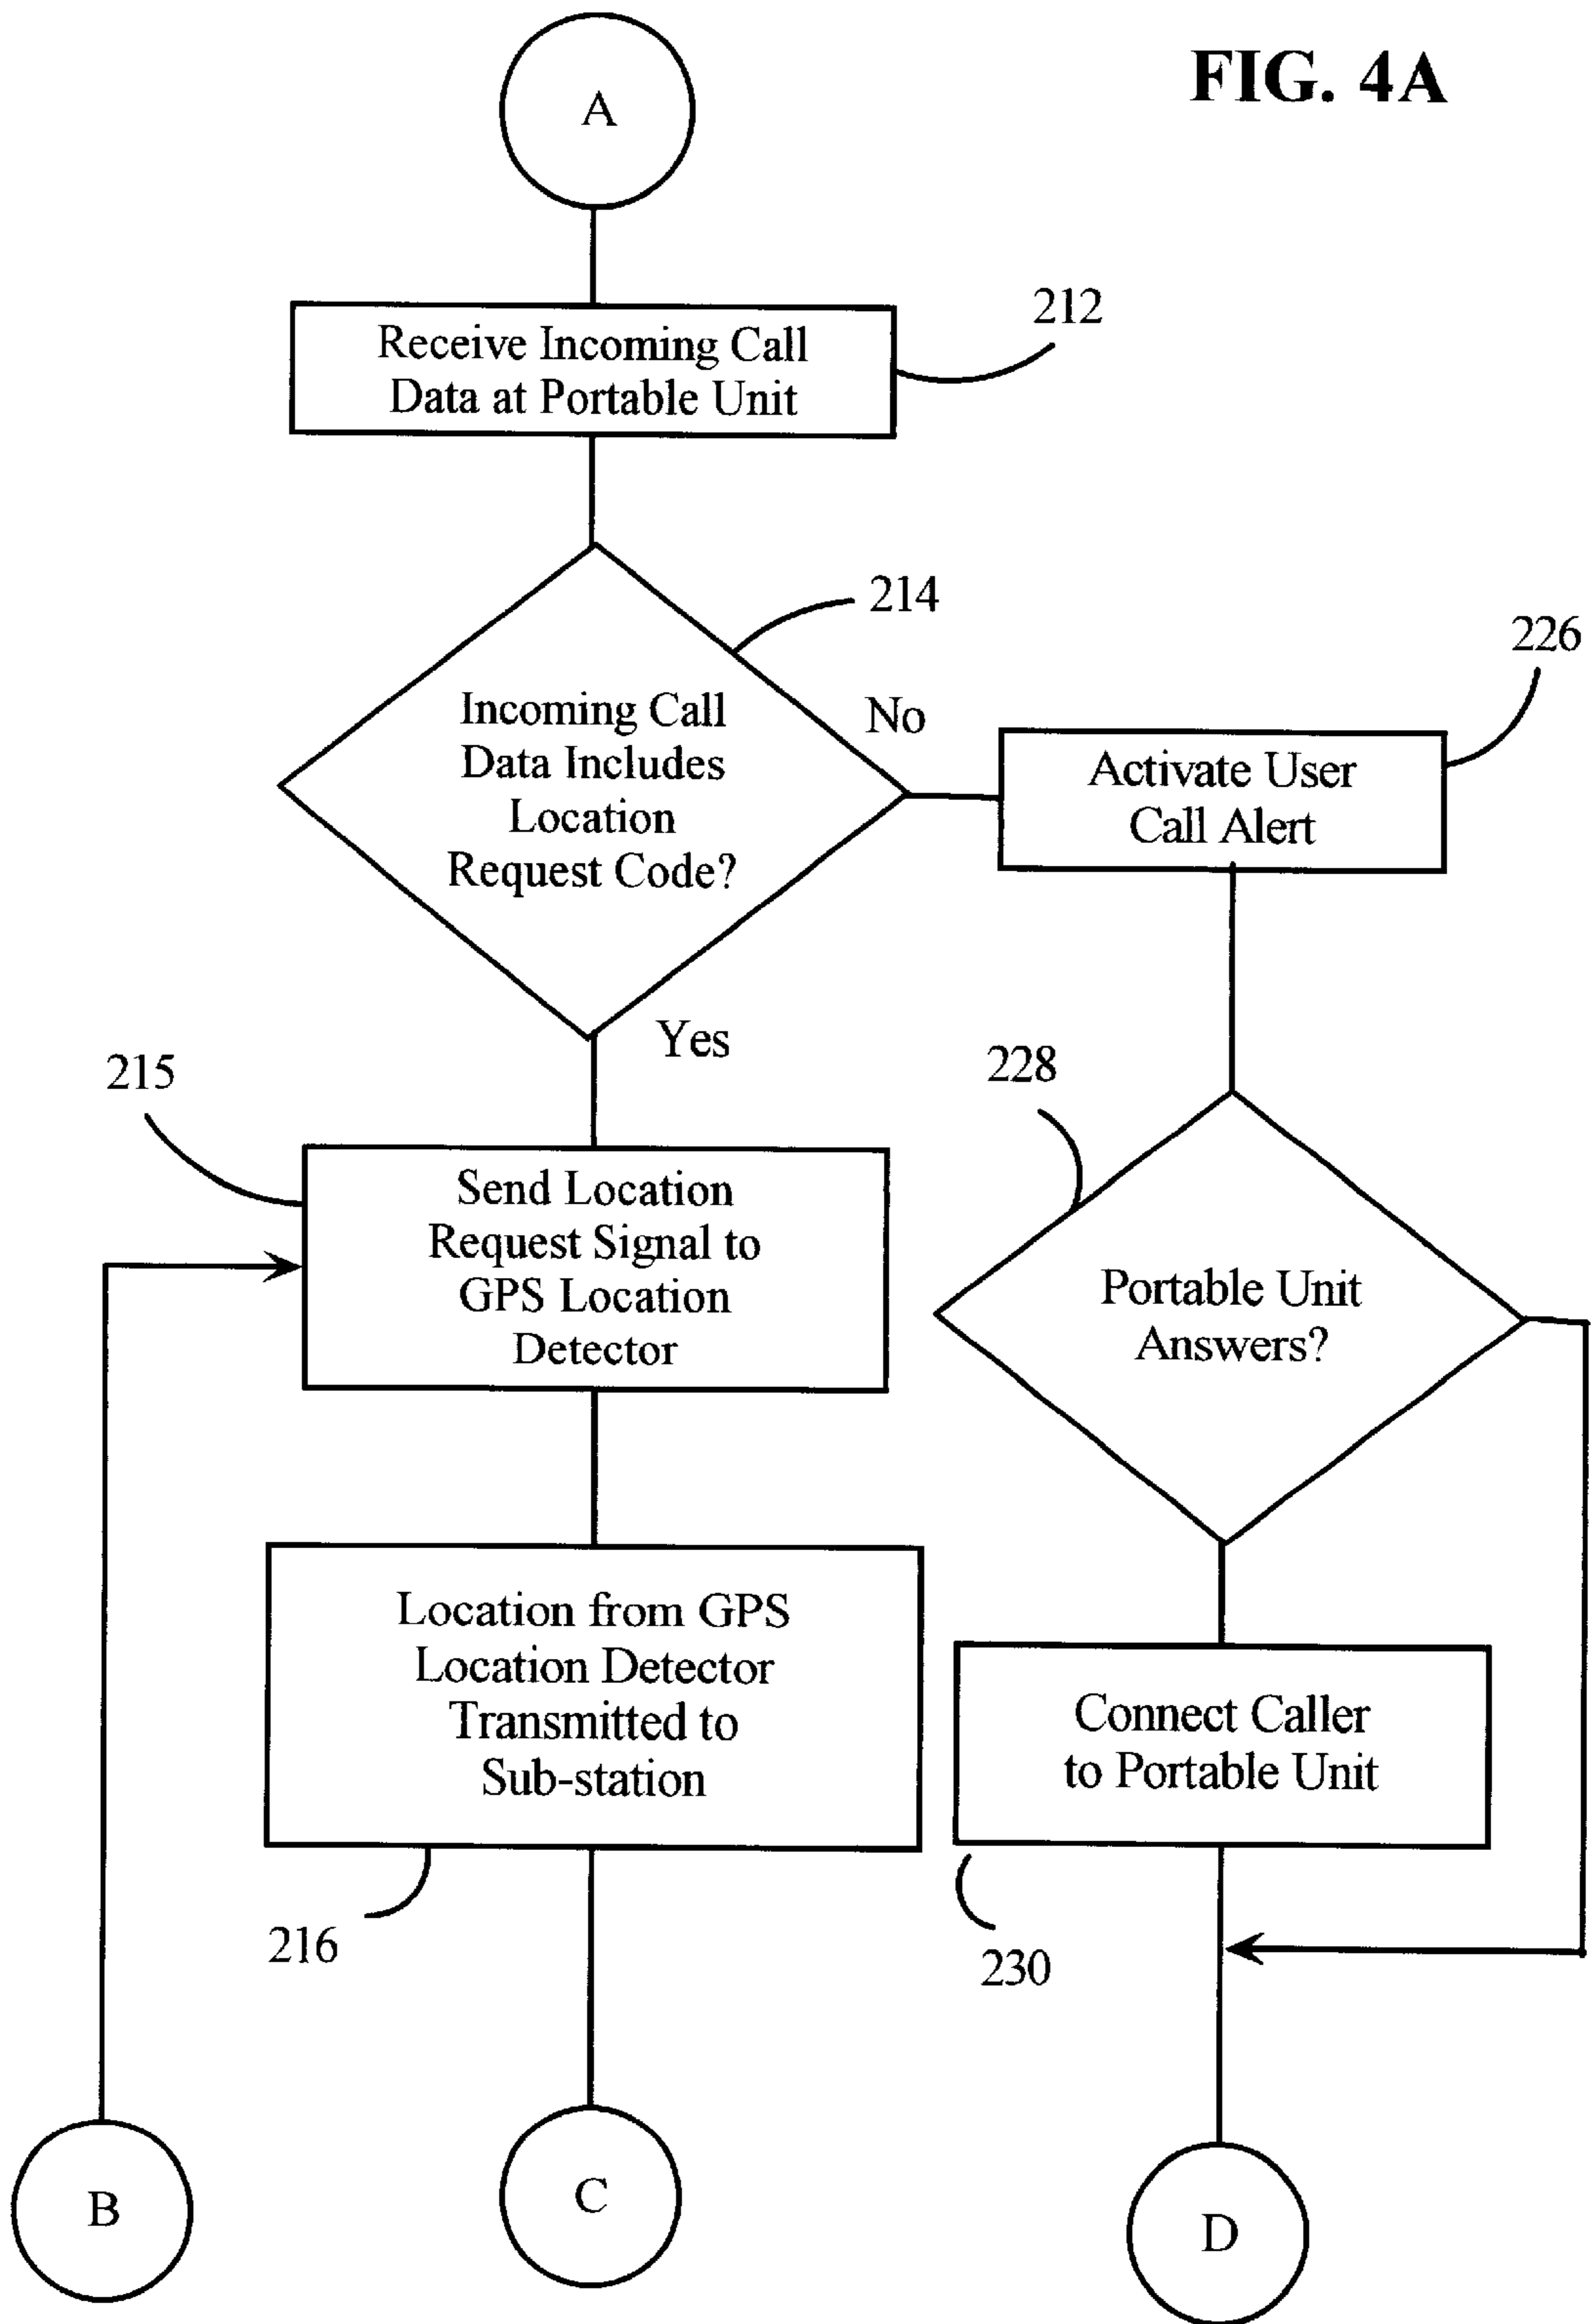 FIG. 4A
A
212
Receive Incoming Call
Data at Portable Unit
214
Incoming Call
Data Includes
Location
Request Code?
No
226
Activate User
Call Alert
Yes
215
228
Send Location
Request Signal to
GPS Location
Detector
Portable Unit
Answers?
Location from GPS
Location Detector
Transmitted to
Sub-station
Connect Caller
to Portable Unit
216
230
B
C
D